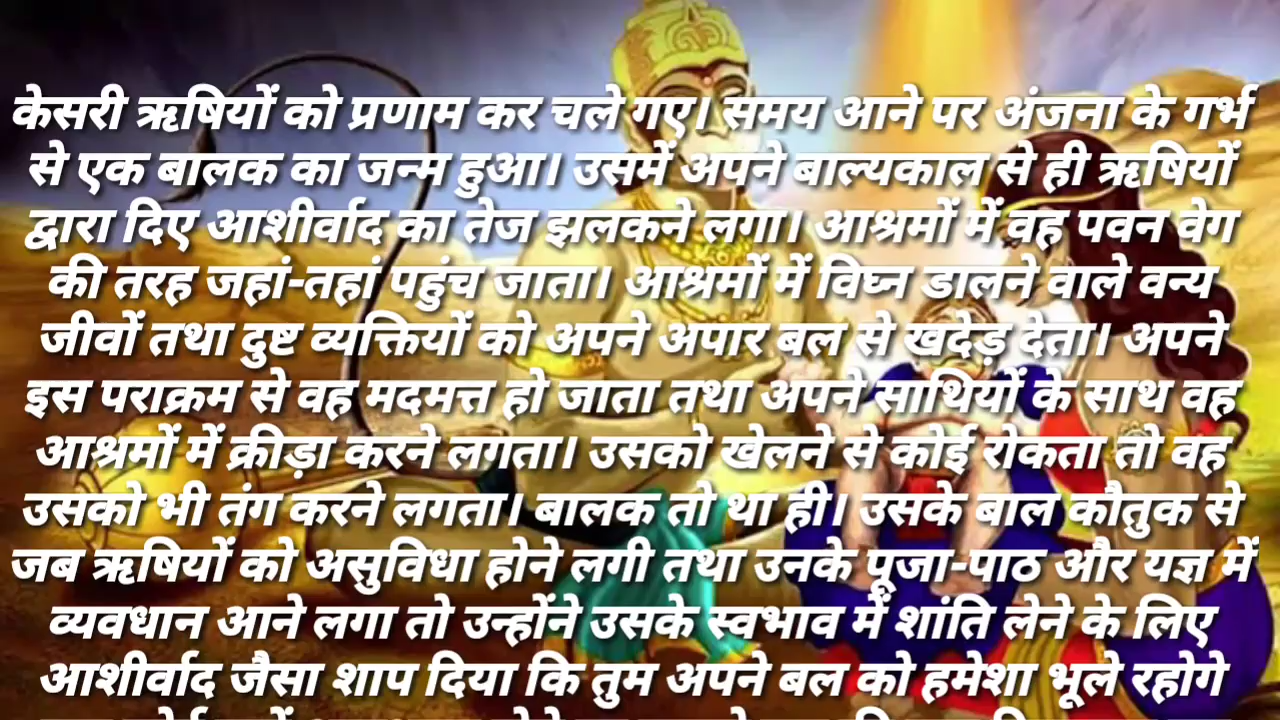 केसरी ऋषियों को प्रणाम कर चले गए। समय आने पर अंजना के गर्भ
से एक बालक का जन्म हुआ। उसमें अपने बाल्यकाल से ही ऋषियों
द्वारा दिए आशीर्वाद का तेज झलकने लगा। आश्रमों में वह पवन वेग
की तरह जहां-तहां पहुंच जाता। आश्रमों में विघ्न डालने वाले वन्य
जीवों तथा दुष्ट व्यक्तियों को अपने अपार बल से खदेड़ देता। अपने
इस पराक्रम से वह मदमत्त हो जाता तथा अपने साथियों के साथ वह
आश्रमों में क्रीड़ा करने लगता। उसको खेलने से कोई रोकता तो वह
उसको भी तंग करने लगता। बालक तो था ही। उसके बाल कौतुक से
जब ऋषियों को असुविधा होने लगी तथा उनके पूजा-पाठ और यज्ञ में
व्यवधान आने लगा तो उन्होंने उसके स्वभाव में शांति लेने के लिए
आशीर्वाद जैसा शाप दिया कि तुम अपने बल को हमेशा भूले रहोगे